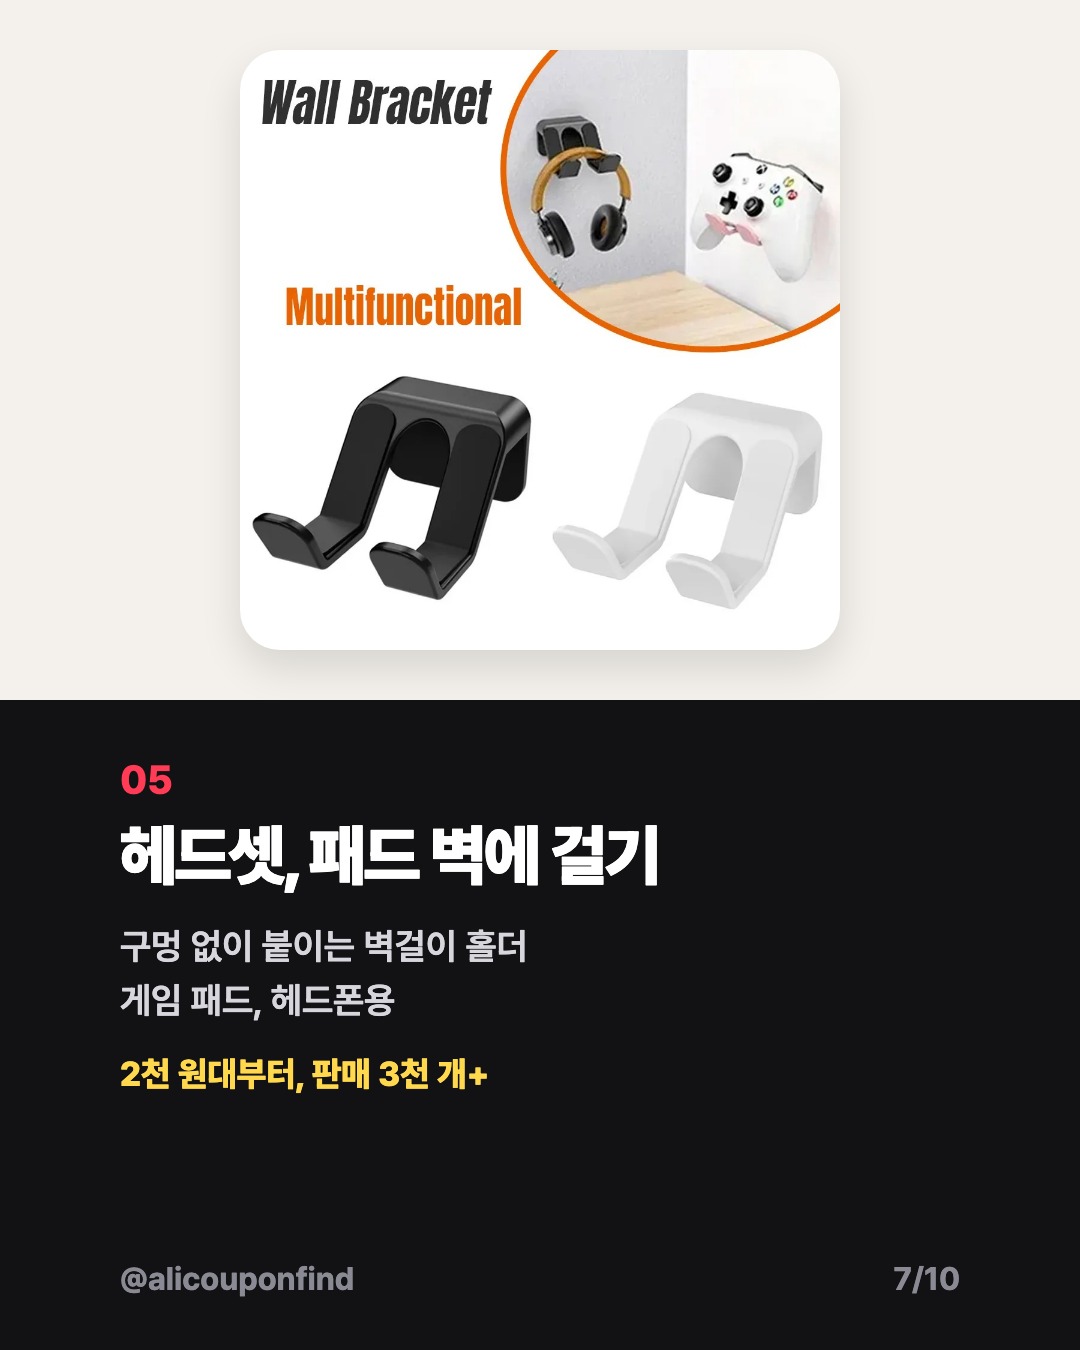 Wall Bracket
Multifunctional
05
헤드셋, 패드 벽에 걸기
구멍 없이 붙이는 벽걸이 홀더
게임 패드, 헤드폰용
2천 원대부터, 판매 3천 개+
@alicouponfind
7/10